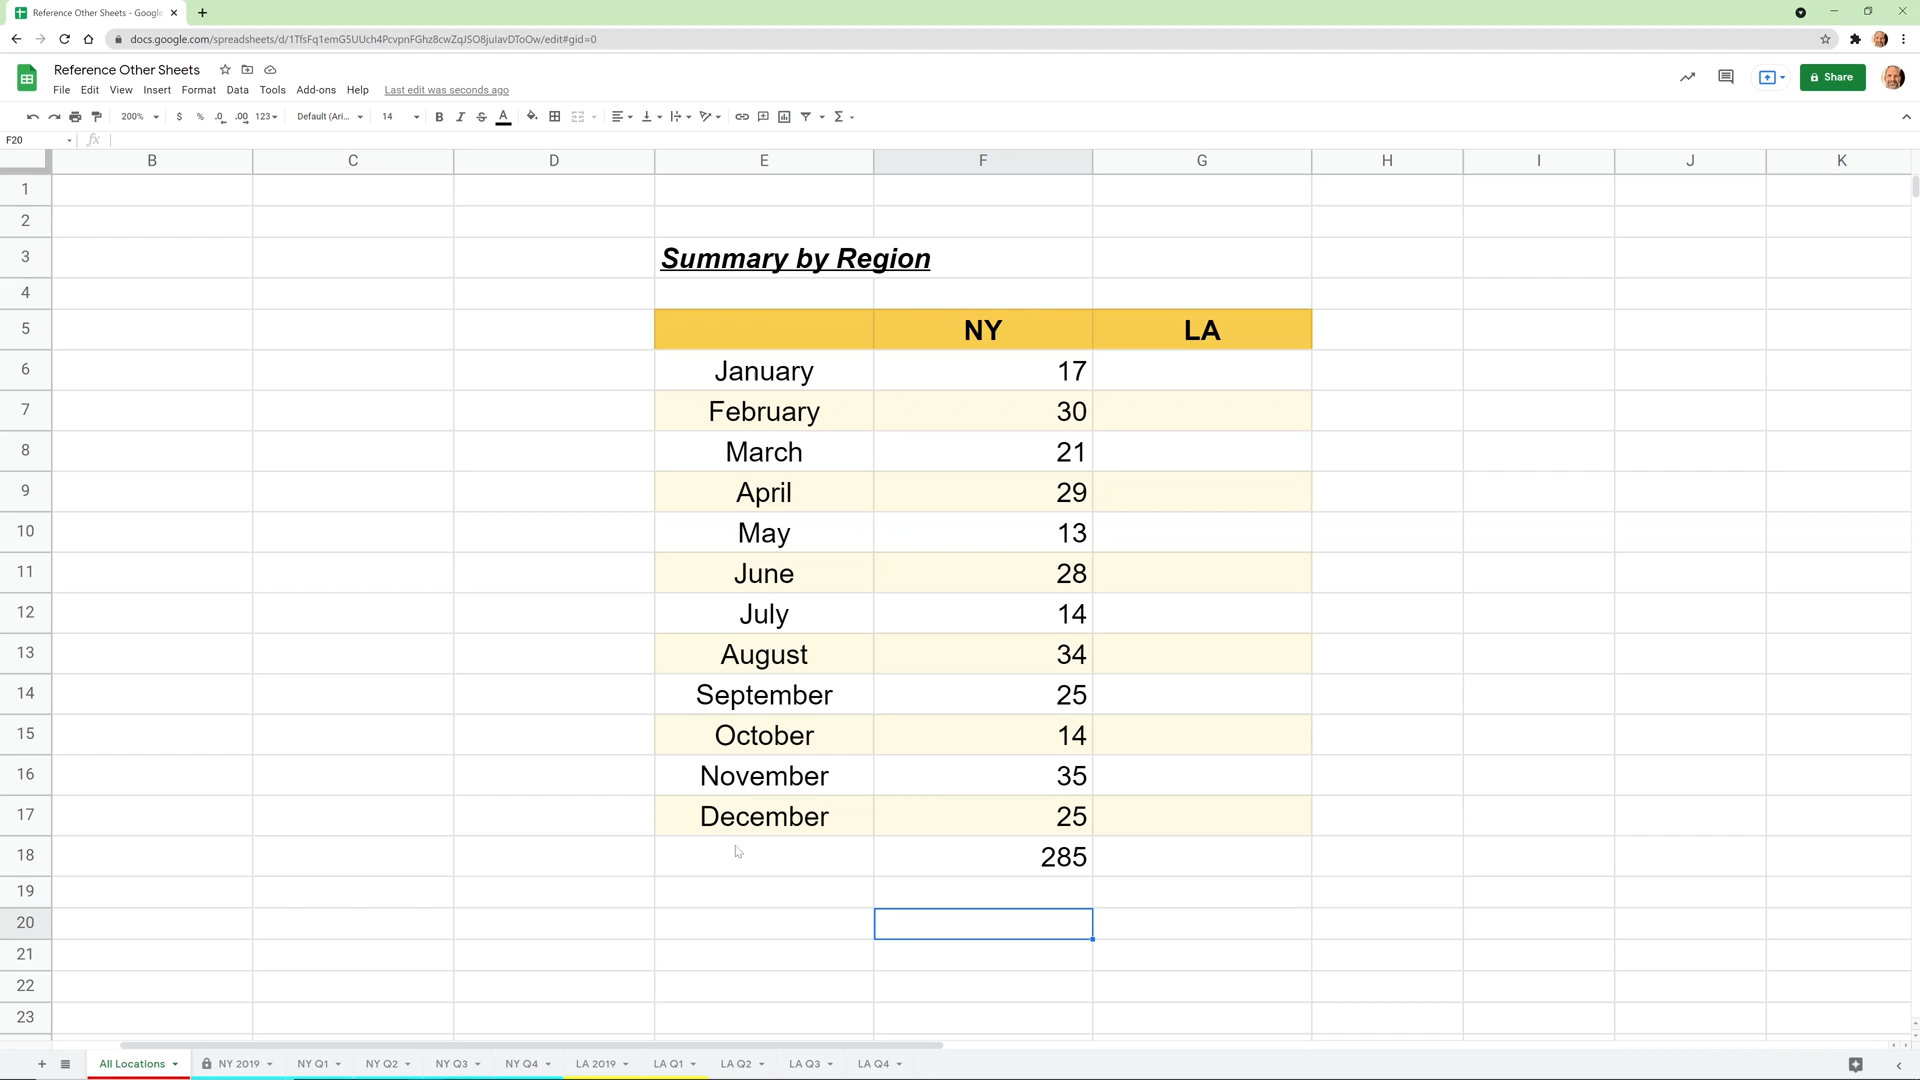 Reference Other Sheets - Google
docs.google.com/spreadsheets/d/1TfsFq1emG5UUch4PcvpnFGhz8cwZqJSO8juIavDToOw/edit#gid=0
Reference Other Sheets
Share
File Edit View Insert Format Data Tools Add-ons Help Last edit was seconds ago
200% $ % .0 .00 123 Default (Ari... 14 B I S A Σ
F20 fx
B C D E F G H I J K
1
2
3 Summary by Region
4
5 NY LA
6 January 17
7 February 30
8 March 21
9 April 29
10 May 13
11 June 28
12 July 14
13 August 34
14 September 25
15 October 14
16 November 35
17 December 25
18 285
19
20
21
22
23
All Locations NY 2019 NY Q1 NY Q2 NY Q3 NY Q4 LA 2019 LA Q1 LA Q2 LA Q3 LA Q4